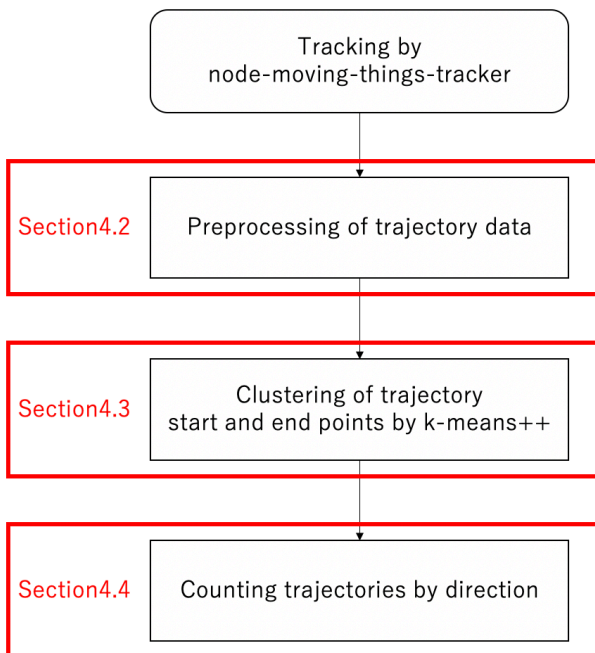 Tracking by
node-moving-things-tracker
Section4.2
Preprocessing of trajectory data
Section4.3
Clustering of trajectory
start and end points by k-means++
Section4.4
Counting trajectories by direction